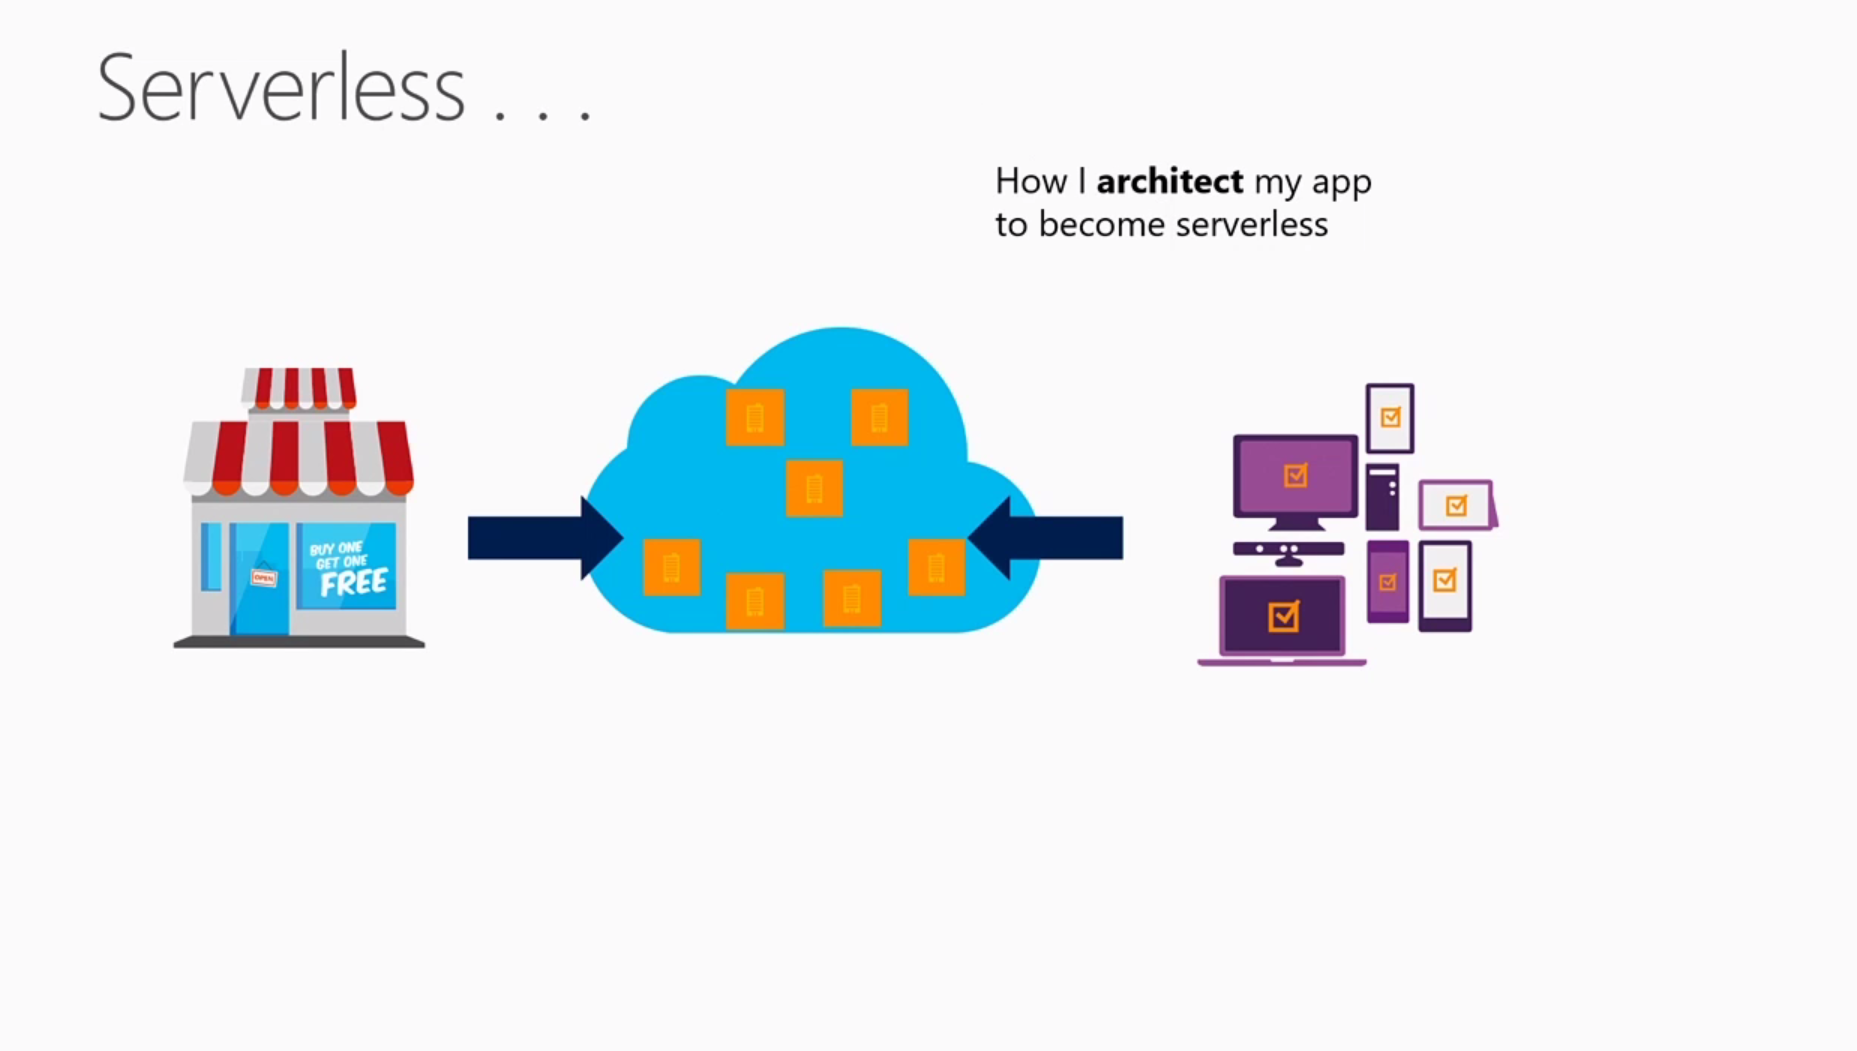 Serverless . . .
How I architect my app
to become serverless
BUY ONE
GET ONE
FREE
OPEN